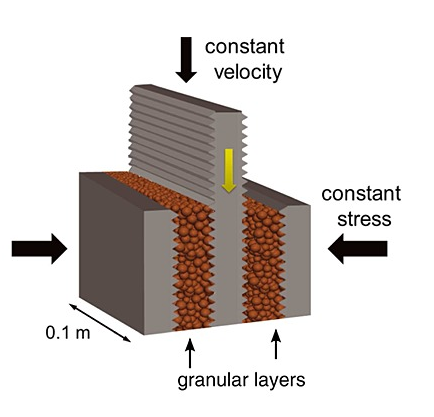 constant
velocity
constant
stress
0.1 m
granular layers